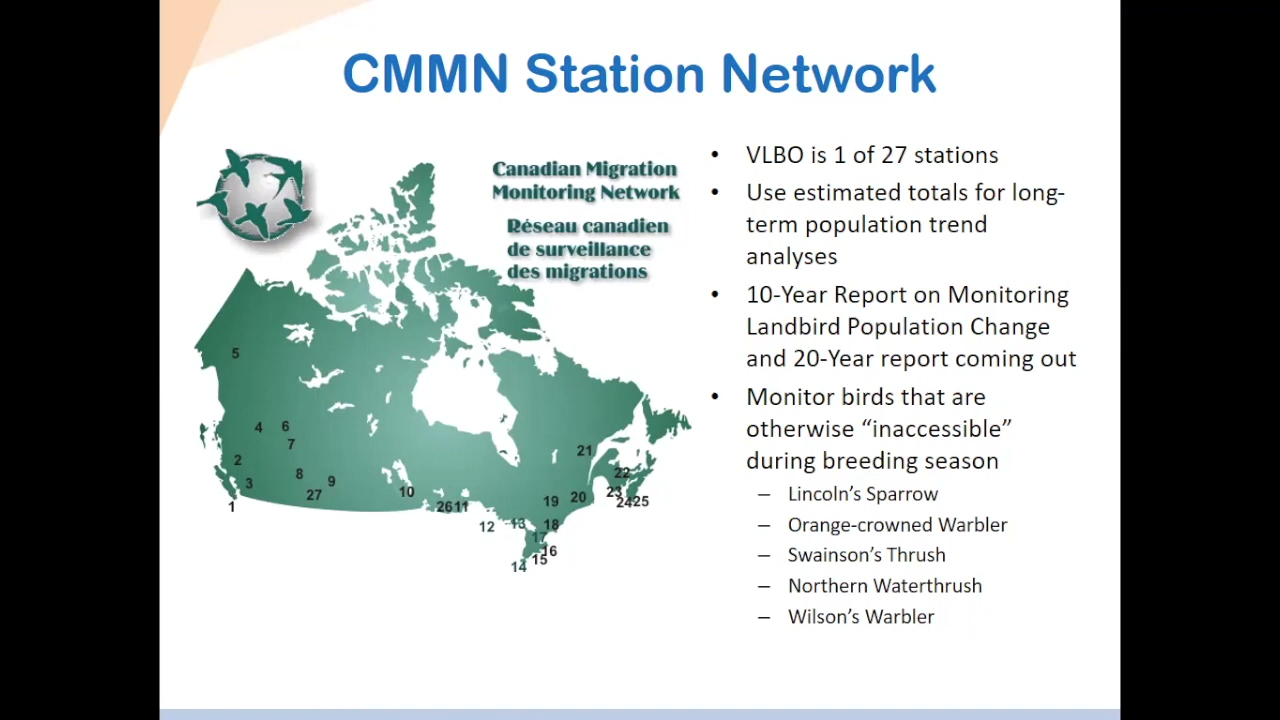 CMMN Station Network
Canadian Migration
Monitoring Network
Réseau canadien
de surveillance
des migrations
5
4 6
7
2
3
8
9
27
1
10
26 11
12
13
14
15
16
17
18
19
20
21
22
23
24 25
• VLBO is 1 of 27 stations
• Use estimated totals for long-
term population trend
analyses
• 10-Year Report on Monitoring
Landbird Population Change
and 20-Year report coming out
• Monitor birds that are
otherwise “inaccessible”
during breeding season
– Lincoln’s Sparrow
– Orange-crowned Warbler
– Swainson’s Thrush
– Northern Waterthrush
– Wilson’s Warbler